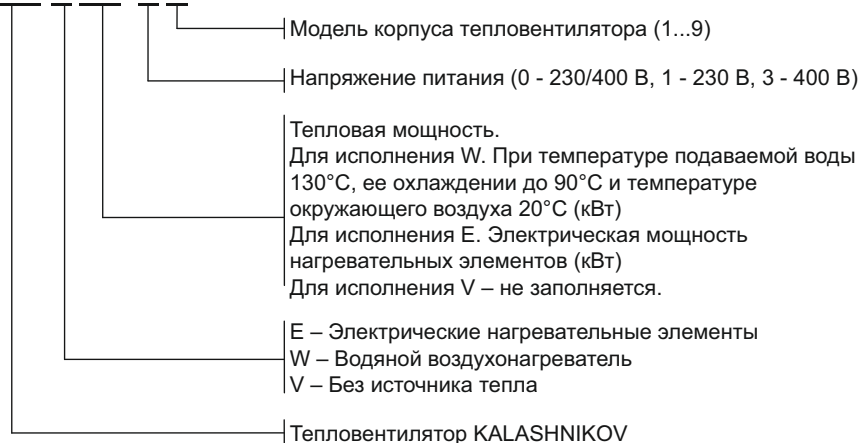 Модель корпуса тепловентилятора (1...9)
Напряжение питания (0 - 230/400 В, 1 - 230 В, 3 - 400 В)
Тепловая мощность.
Для исполнения W. При температуре подаваемой воды
130°С, ее охлаждении до 90°С и температуре
окружающего воздуха 20°С (кВт)
Для исполнения Е. Электрическая мощность
нагревательных элементов (кВт)
Для исполнения V – не заполняется.
Е – Электрические нагревательные элементы
W – Водяной воздухонагреватель
V – Без источника тепла
Тепловентилятор KALASHNIKOV